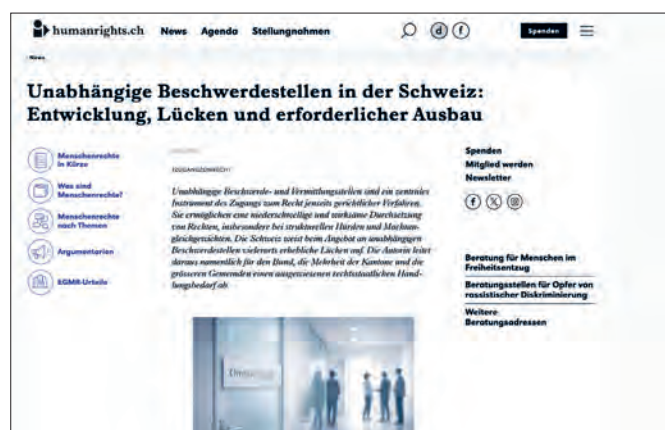 humanrights.ch News Agenda Stellungnahmen d f Spenden
Unabhängige Beschwerdestellen in der Schweiz:
Entwicklung, Lücken und erforderlicher Ausbau
Menschenrechte
in Kürze
Was sind
Menschenrechte?
Menschenrechte
nach Themen
Argumentarien
EGMR-Urteile
Unabhängige Beschwerde- und Vermittlungsstellen sind ein zentrales
Instrument des Zugangs zum Recht jenseits gerichtlicher Verfahren.
Sie ermöglichen eine niederschwellige und wirksame Durchsetzung
von Rechten, insbesondere bei strukturellen Hürden und Machtun-
gleichgewichten. Die Schweiz weist beim Angebot an unabhängigen
Beschwerdestellen vielerorts erhebliche Lücken auf. Die Autorin leitet
daraus namentlich für den Bund, die Mehrheit der Kantone und die
grösseren Gemeinden einen ausgewiesenen rechtsstaatlichen Hand-
lungsbedarf ab.
Spenden
Mitglied werden
Newsletter
Beratung für Menschen im
Freiheitsentzug
Beratungsstellen für Opfer von
rassistischer Diskriminierung
Weitere
Beratungsadressen